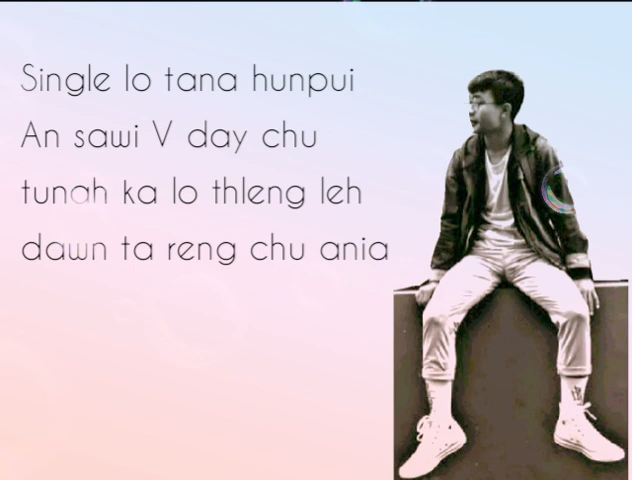 Single lo tana hunpui
An sawi V day chu
tunah ka lo thleng leh
dawn ta reng chu ania